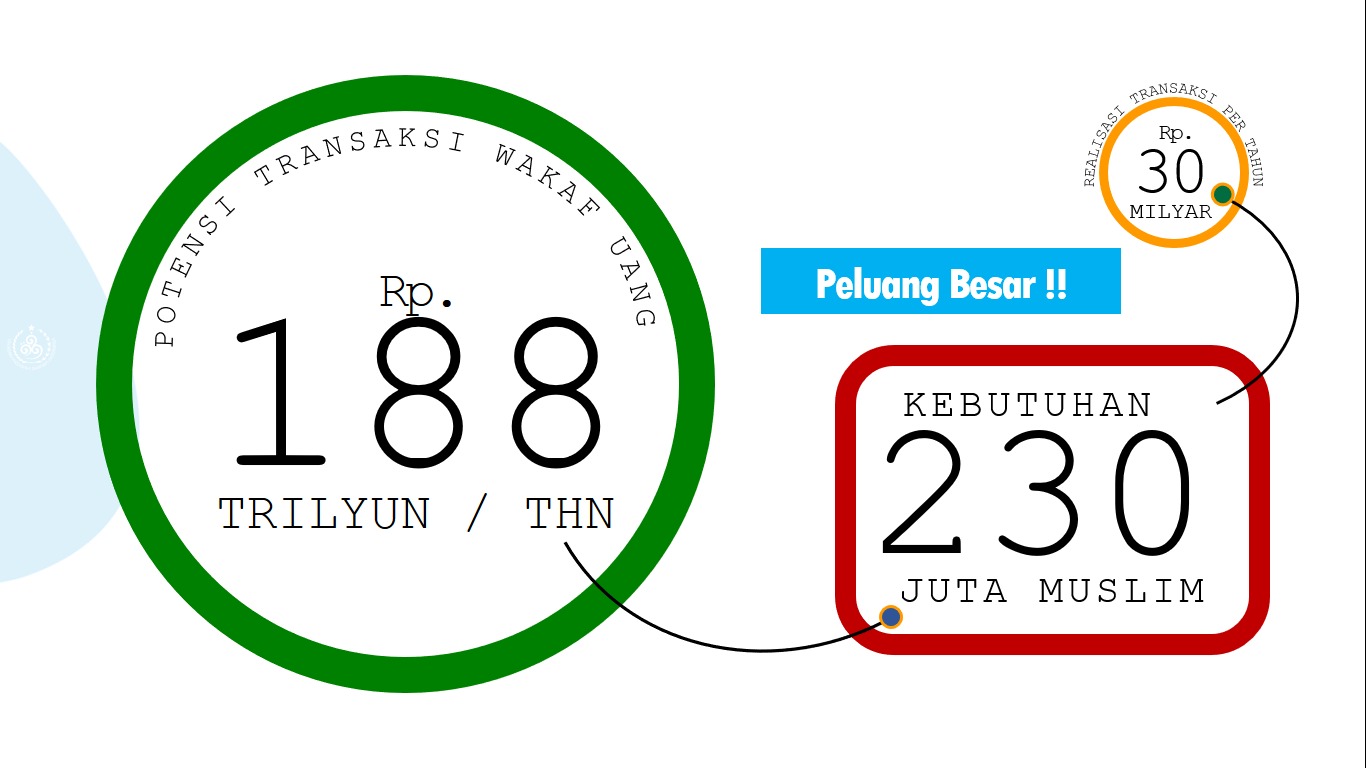 POTENSI TRANSAKSI WAKAF UANG
Rp.
188
TRILYUN / THN
REALISASI TRANSAKSI PER TAHUN
Rp.
30
MILYAR
Peluang Besar !!
KEBUTUHAN
230
JUTA MUSLIM